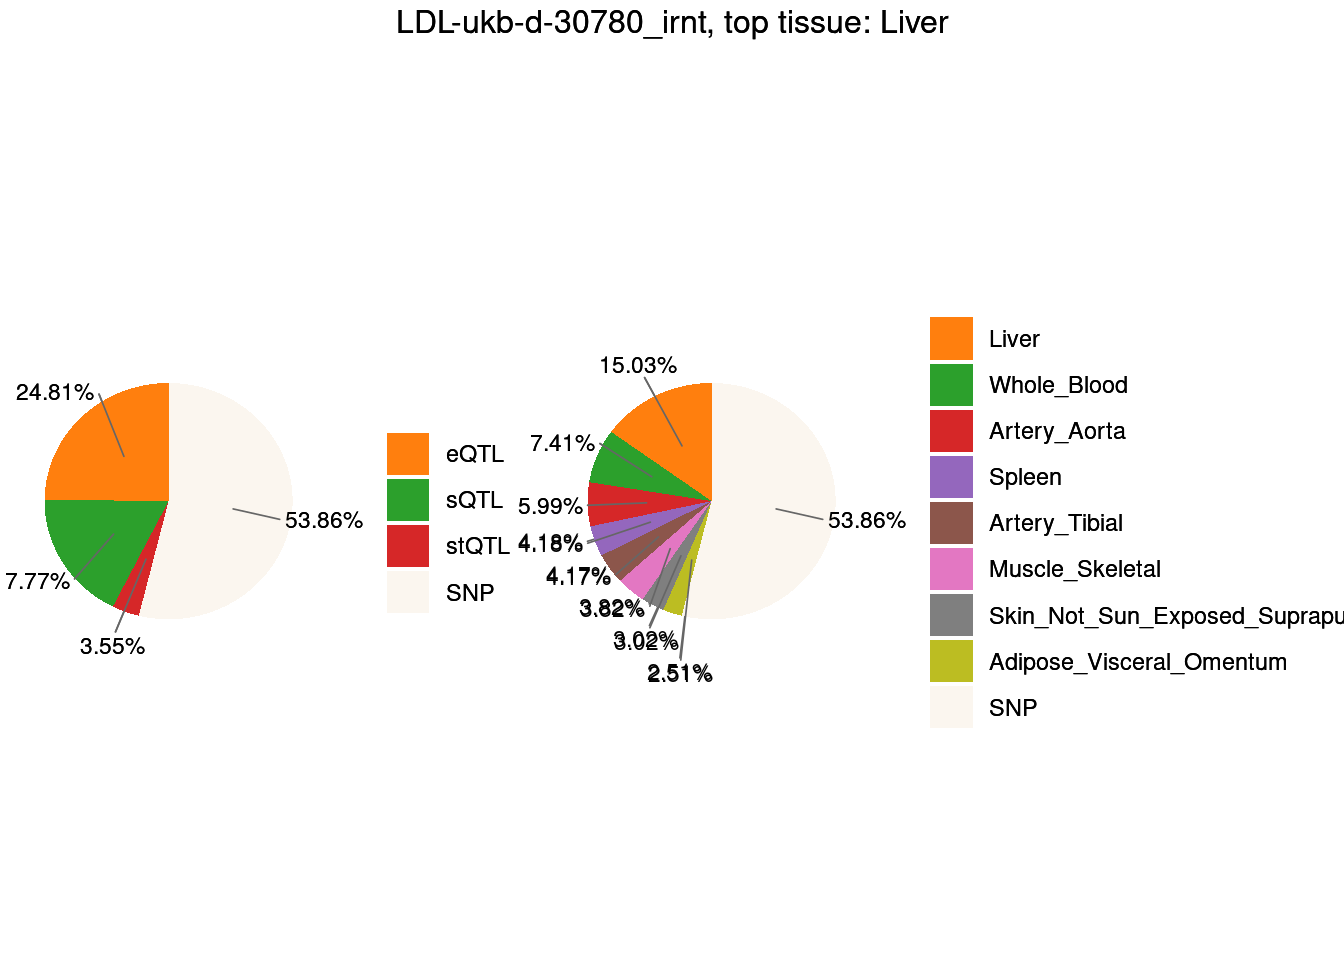 LDL-ukb-d-30780_irnt, top tissue: Liver
24.81%
7.77%
3.55%
53.86%
eQTL
sQTL
stQTL
SNP
15.03%
7.41%
5.99%
4.18%
4.17%
3.82%
3.02%
2.51%
53.86%
Liver
Whole_Blood
Artery_Aorta
Spleen
Artery_Tibial
Muscle_Skeletal
Skin_Not_Sun_Exposed_Suprapu
Adipose_Visceral_Omentum
SNP